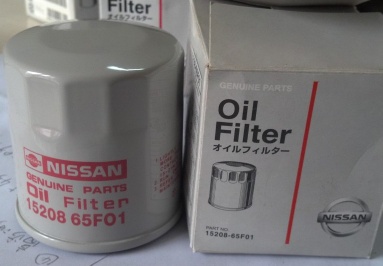 Filter
NISSAN
GENUINE PARTS
Oil Filter
15208 65F01
GENUINE PARTS
Oil
Filter
オイルフィルター
PART NO.
15208-65F01
NISSAN